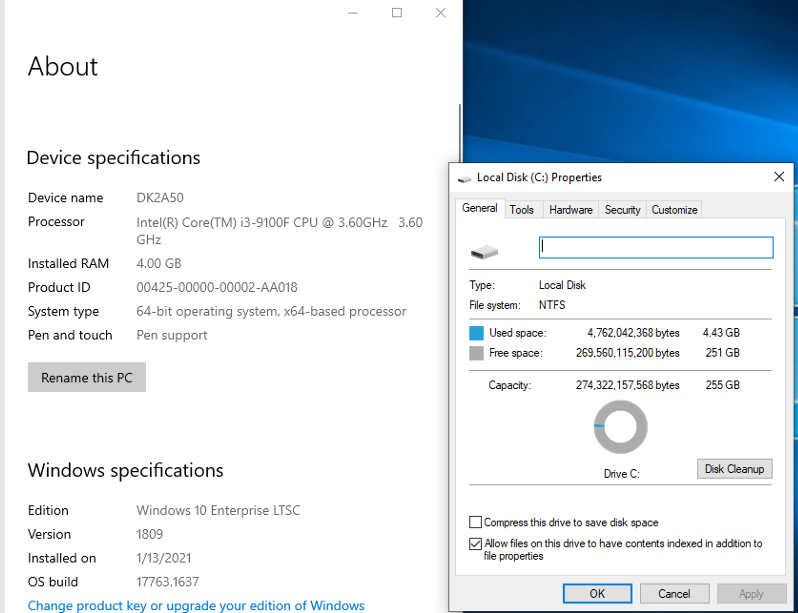 About
Device specifications
Device name DK2A50
Processor Intel(R) Core(TM) i3-9100F CPU @ 3.60GHz 3.60
GHz
Installed RAM 4.00 GB
Product ID 00425-00000-00002-AA018
System type 64-bit operating system, x64-based processor
Pen and touch Pen support
Rename this PC
Windows specifications
Edition Windows 10 Enterprise LTSC
Version 1809
Installed on 1/13/2021
OS build 17763.1637
Change product key or upgrade your edition of Windows
Local Disk (C:) Properties
General Tools Hardware Security Customize
Type: Local Disk
File system: NTFS
Used space: 4,762,042,368 bytes 4.43 GB
Free space: 269,560,115,200 bytes 251 GB
Capacity: 274,322,157,568 bytes 255 GB
Drive C:
Disk Cleanup
Compress this drive to save disk space
Allow files on this drive to have contents indexed in addition to
file properties
OK Cancel Apply